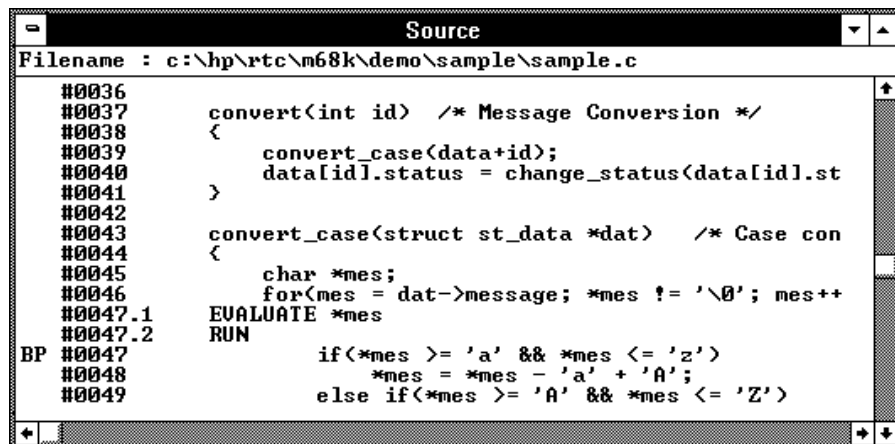 Source
Filename : c:\hp\rtc\m68k\demo\sample\sample.c
#0036
#0037 convert(int id) /* Message Conversion */
#0038 {
#0039 convert_case(data+id);
#0040 data[id].status = change_status(data[id].st
#0041 }
#0042
#0043 convert_case(struct st_data *dat) /* Case con
#0044 {
#0045 char *mes;
#0046 for(mes = dat->message; *mes != '\0'; mes++
#0047.1 EVALUATE *mes
#0047.2 RUN
BP #0047 if(*mes >= 'a' && *mes <= 'z')
#0048 *mes = *mes - 'a' + 'A';
#0049 else if(*mes >= 'A' && *mes <= 'Z')